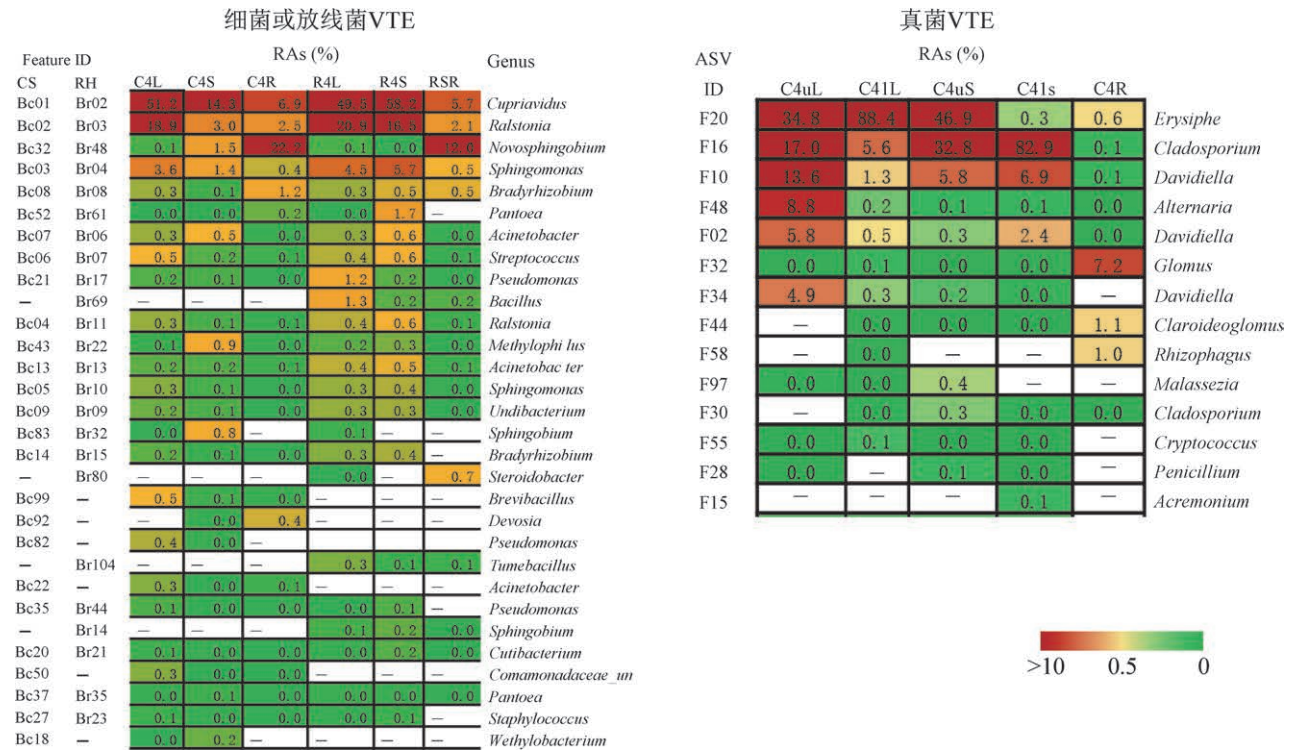 细菌或放线菌VTE
Feature ID RAs (%) Genus
CS RH C4L C4S C4R R4L R4S RSR
Bc01 Br02 51.2 14.3 6.9 49.5 58.2 5.7 Cupriavidus
Bc02 Br03 18.9 3.0 2.5 20.9 16.5 2.1 Ralstonia
Bc32 Br48 0.1 1.5 22.2 0.1 0.0 12.0 Novosphingobium
Bc03 Br04 3.6 1.4 0.4 4.5 5.7 0.5 Sphingomonas
Bc08 Br08 0.3 0.1 1.2 0.3 0.5 0.5 Bradyrhizobium
Bc52 Br61 0.0 0.0 0.2 0.0 1.7 — Pantoea
Bc07 Br06 0.3 0.5 0.0 0.3 0.6 0.0 Acinetobacter
Bc06 Br07 0.5 0.2 0.1 0.4 0.6 0.1 Streptococcus
Bc21 Br17 0.2 0.1 0.0 1.2 0.2 0.0 Pseudomonas
— Br69 — — — 1.3 0.2 0.2 Bacillus
Bc04 Br11 0.3 0.1 0.1 0.4 0.6 0.1 Ralstonia
Bc43 Br22 0.1 0.9 0.0 0.2 0.3 0.0 Methylophi lus
Bc13 Br13 0.2 0.2 0.1 0.4 0.5 0.1 Acinetobac ter
Bc05 Br10 0.3 0.1 0.0 0.3 0.4 0.0 Sphingomonas
Bc09 Br09 0.2 0.1 0.0 0.3 0.3 0.0 Undibacterium
Bc83 Br32 0.0 0.8 — 0.1 — — Sphingobium
Bc14 Br15 0.2 0.1 0.0 0.3 0.4 — Bradyrhizobium
— Br80 — — — 0.0 — 0.7 Steroidobacter
Bc99 — 0.5 0.1 0.0 — — — Brevibacillus
Bc92 — — 0.0 0.4 — — — Devosia
Bc82 — 0.4 0.0 — — — — Pseudomonas
— Br104 — — — 0.3 0.1 0.1 Tumebacillus
Bc22 — 0.3 0.0 0.1 — — — Acinetobacter
Bc35 Br44 0.1 0.0 0.0 0.0 0.1 — Pseudomonas
— Br14 — — — 0.1 0.2 0.0 Sphingobium
Bc20 Br21 0.1 0.0 0.0 0.0 0.2 0.0 Cutibacterium
Bc50 — 0.3 0.0 0.0 — — — Comamonadaceae_un
Bc37 Br35 0.0 0.1 0.0 0.0 0.0 0.0 Pantoea
Bc27 Br23 0.1 0.0 0.0 0.0 0.1 — Staphylococcus
Bc18 — 0.0 0.2 — — — — Wethylobacterium
真菌VTE
ASV RAs (%)
ID C4uL C41L C4uS C41s C4R
F20 34.8 88.4 46.9 0.3 0.6 Erysiphe
F16 17.0 5.6 32.8 82.9 0.1 Cladosporium
F10 13.6 1.3 5.8 6.9 0.1 Davidiella
F48 8.8 0.2 0.1 0.1 0.0 Alternaria
F02 5.8 0.5 0.3 2.4 0.0 Davidiella
F32 0.0 0.1 0.0 0.0 7.2 Glomus
F34 4.9 0.3 0.2 0.0 — Davidiella
F44 — 0.0 0.0 0.0 1.1 Claroideoglomus
F58 — 0.0 — — 1.0 Rhizophagus
F97 0.0 0.0 0.4 — — Malassezia
F30 — 0.0 0.3 0.0 0.0 Cladosporium
F55 0.0 0.1 0.0 0.0 — Cryptococcus
F28 0.0 — 0.1 0.0 — Penicillium
F15 — — — 0.1 — Acremonium
>10 0.5 0